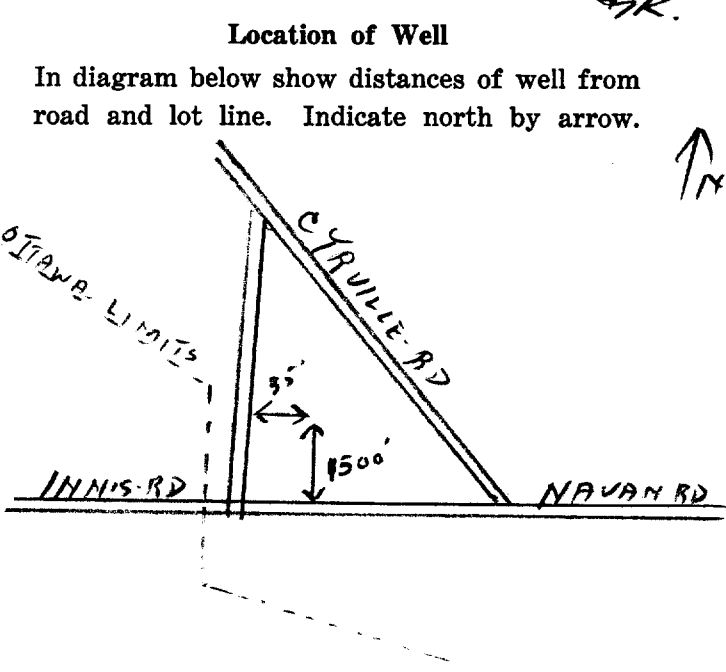 Location of Well
In diagram below show distances of well from
road and lot line. Indicate north by arrow.
N
OTTAWA LIMITS
CYRVILLE-RD
35'
1500'
INNIS-RD
NAVAN RD